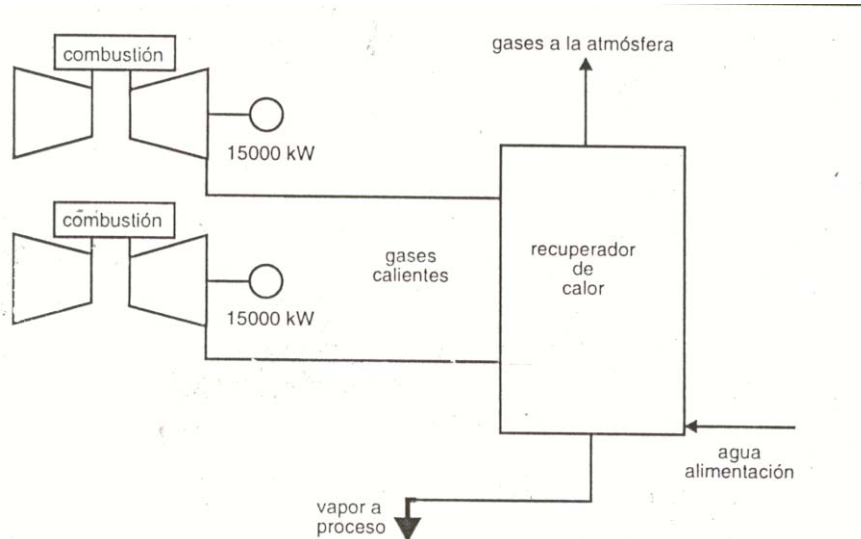 combustión
15000 kW
combustión
15000 kW
gases
calientes
gases a la atmósfera
recuperador
de
calor
agua
alimentación
vapor a
proceso